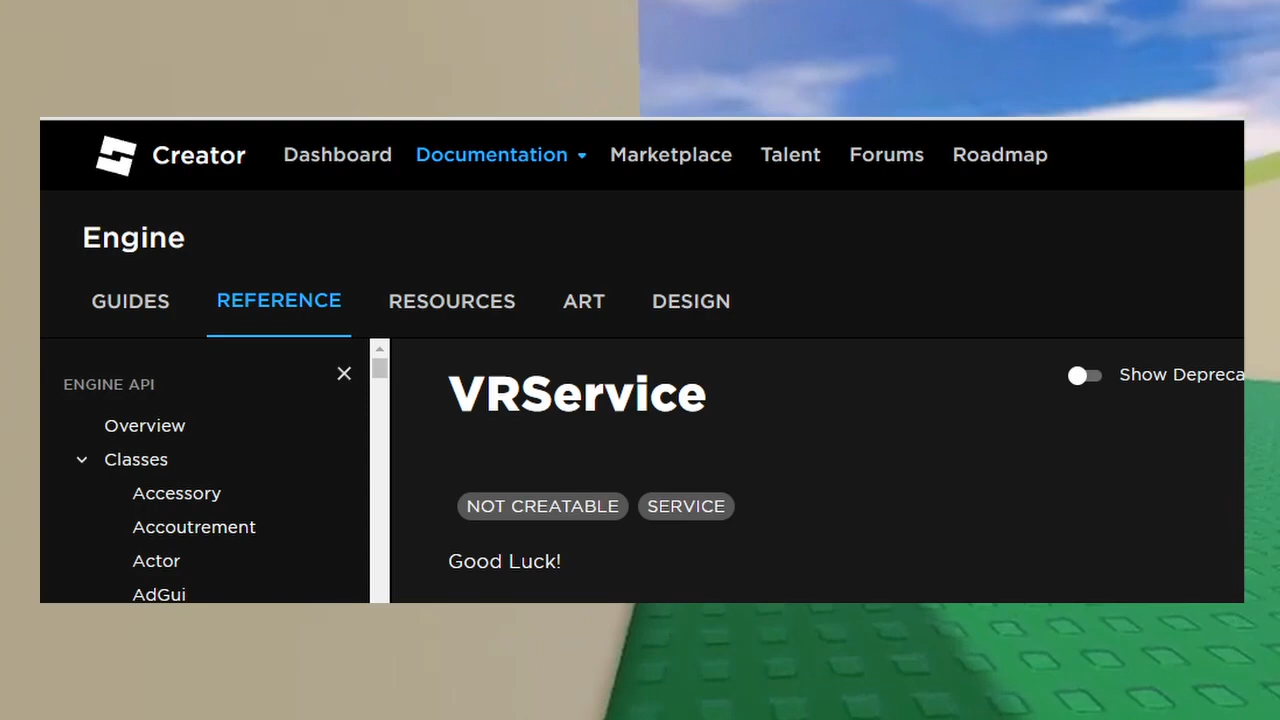 Creator Dashboard Documentation Marketplace Talent Forums Roadmap
Engine
GUIDES REFERENCE RESOURCES ART DESIGN
ENGINE API
Overview
Classes
Accessory
Accoutrement
Actor
AdGui
VRService
Show Depreca
NOT CREATABLE SERVICE
Good Luck!